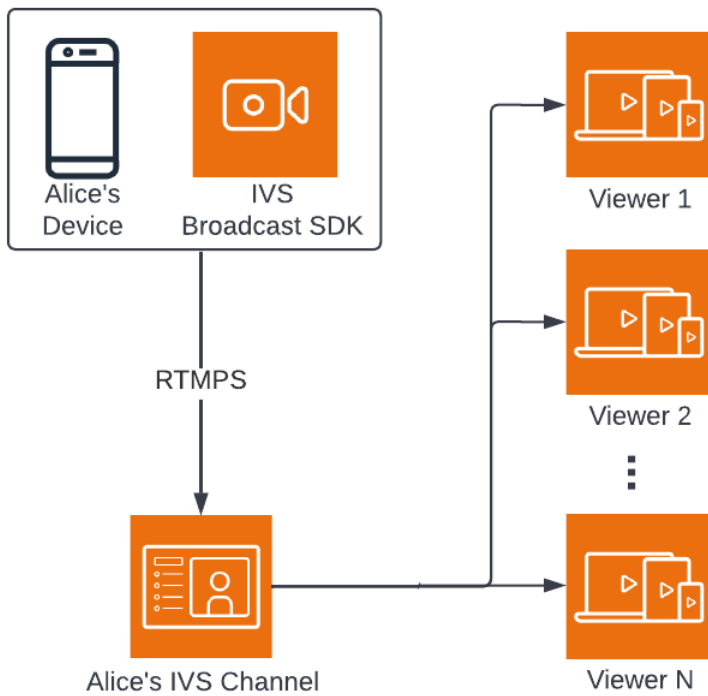 Alice's
Device
IVS
Broadcast SDK
RTMPS
Alice's IVS Channel
Viewer 1
Viewer 2
Viewer N